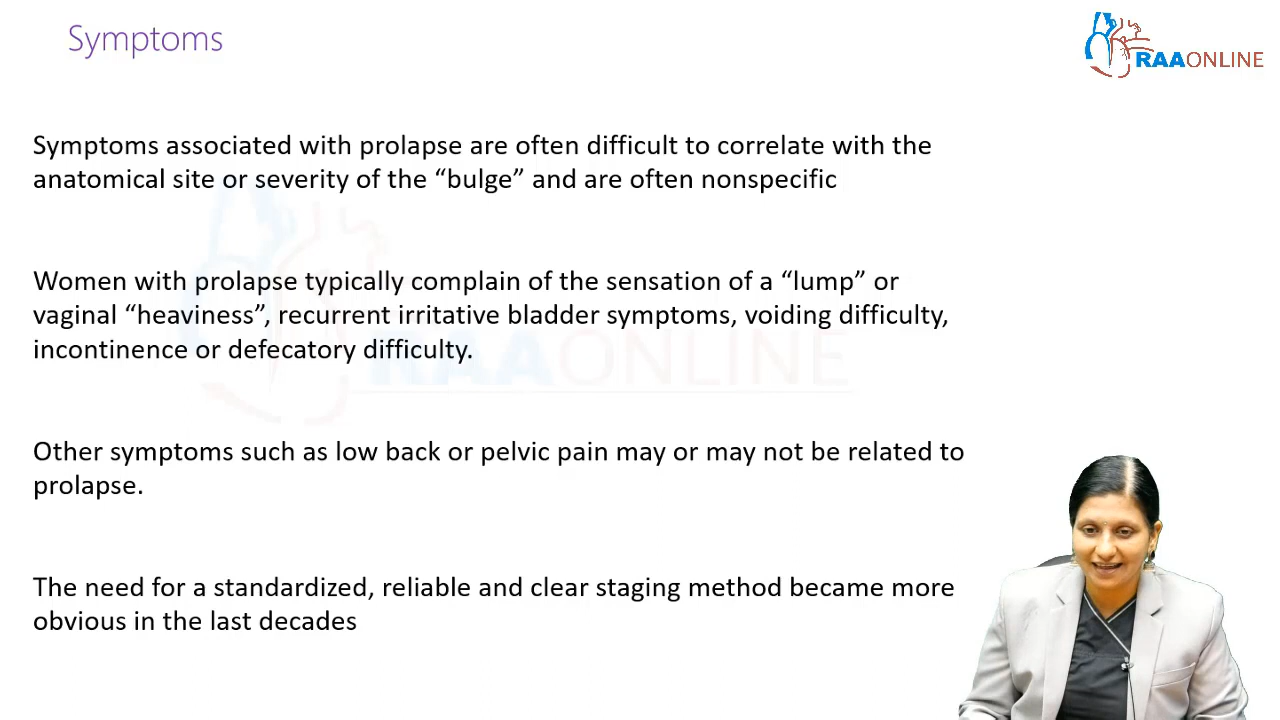 Symptoms
RAAONLINE
Symptoms associated with prolapse are often difficult to correlate with the
anatomical site or severity of the “bulge” and are often nonspecific
Women with prolapse typically complain of the sensation of a “lump” or
vaginal “heaviness”, recurrent irritative bladder symptoms, voiding difficulty,
incontinence or defecatory difficulty.
RAAONLINE
Other symptoms such as low back or pelvic pain may or may not be related to
prolapse.
The need for a standardized, reliable and clear staging method became more
obvious in the last decades